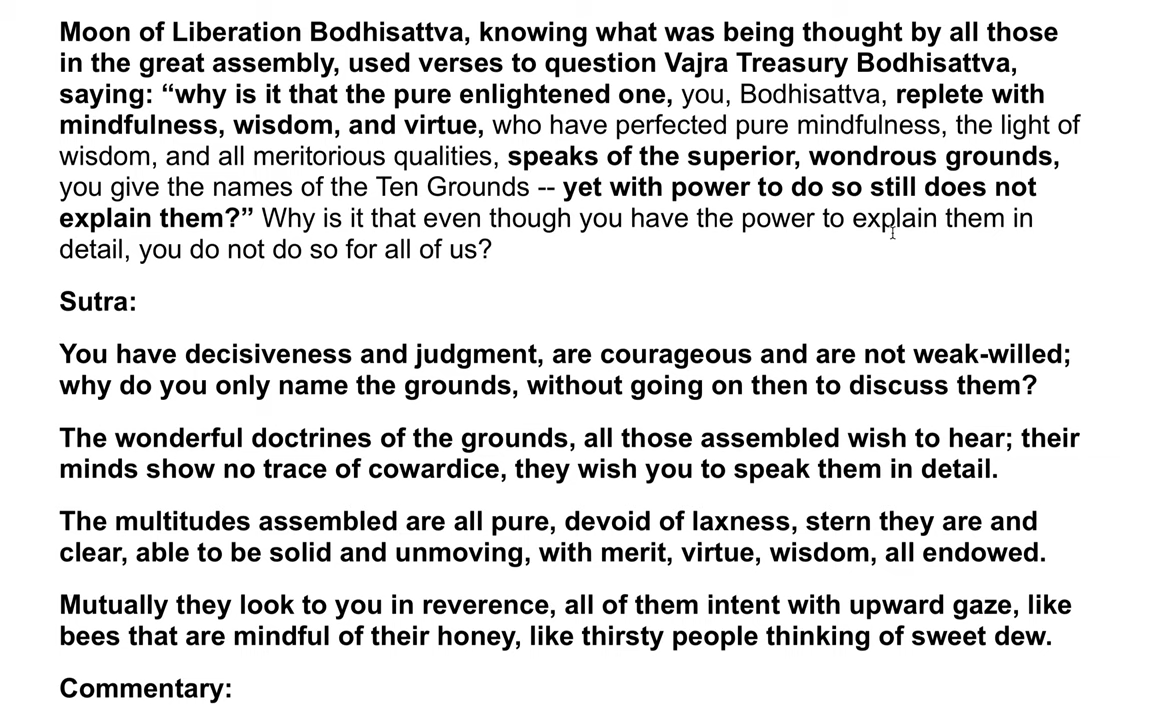 Moon of Liberation Bodhisattva, knowing what was being thought by all those
in the great assembly, used verses to question Vajra Treasury Bodhisattva,
saying: “why is it that the pure enlightened one, you, Bodhisattva, replete with
mindfulness, wisdom, and virtue, who have perfected pure mindfulness, the light of
wisdom, and all meritorious qualities, speaks of the superior, wondrous grounds,
you give the names of the Ten Grounds -- yet with power to do so still does not
explain them?” Why is it that even though you have the power to explain them in
detail, you do not do so for all of us?
Sutra:
You have decisiveness and judgment, are courageous and are not weak-willed;
why do you only name the grounds, without going on then to discuss them?
The wonderful doctrines of the grounds, all those assembled wish to hear; their
minds show no trace of cowardice, they wish you to speak them in detail.
The multitudes assembled are all pure, devoid of laxness, stern they are and
clear, able to be solid and unmoving, with merit, virtue, wisdom, all endowed.
Mutually they look to you in reverence, all of them intent with upward gaze, like
bees that are mindful of their honey, like thirsty people thinking of sweet dew.
Commentary: